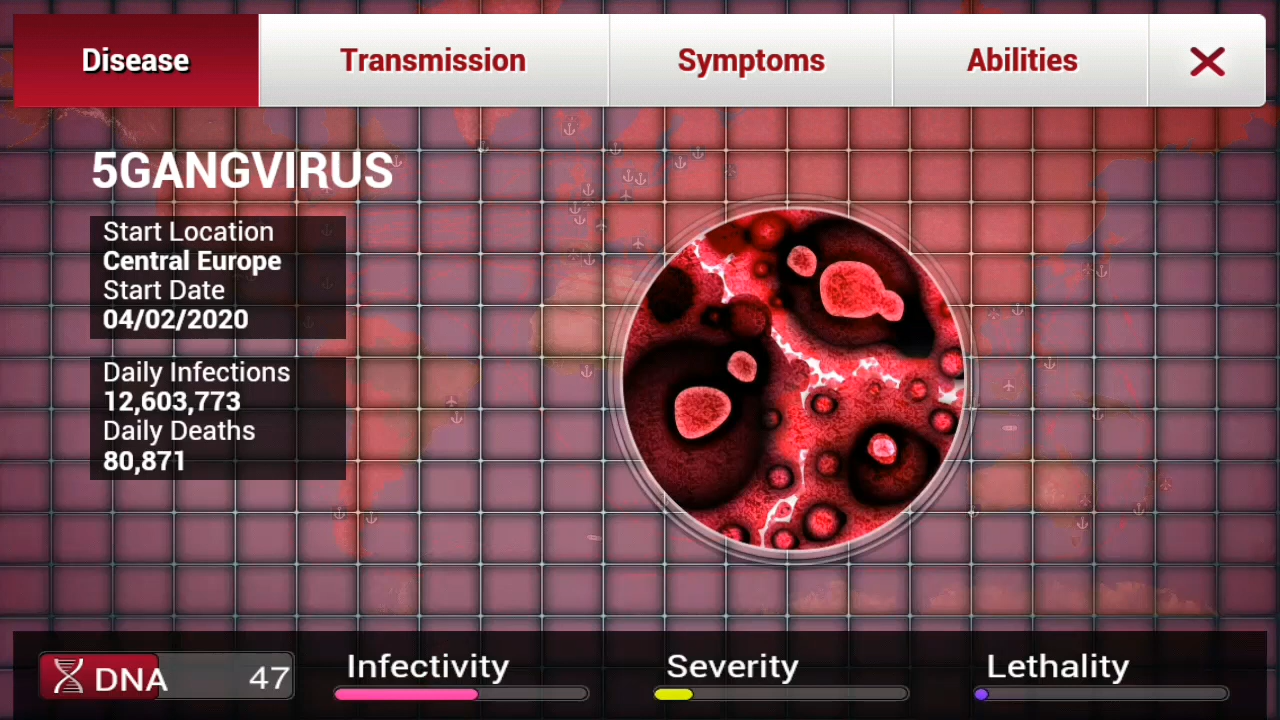 Disease
Transmission
Symptoms
Abilities
5GANGVIRUS
Start Location
Central Europe
Start Date
04/02/2020
Daily Infections
12,603,773
Daily Deaths
80,871
DNA 47
Infectivity
Severity
Lethality